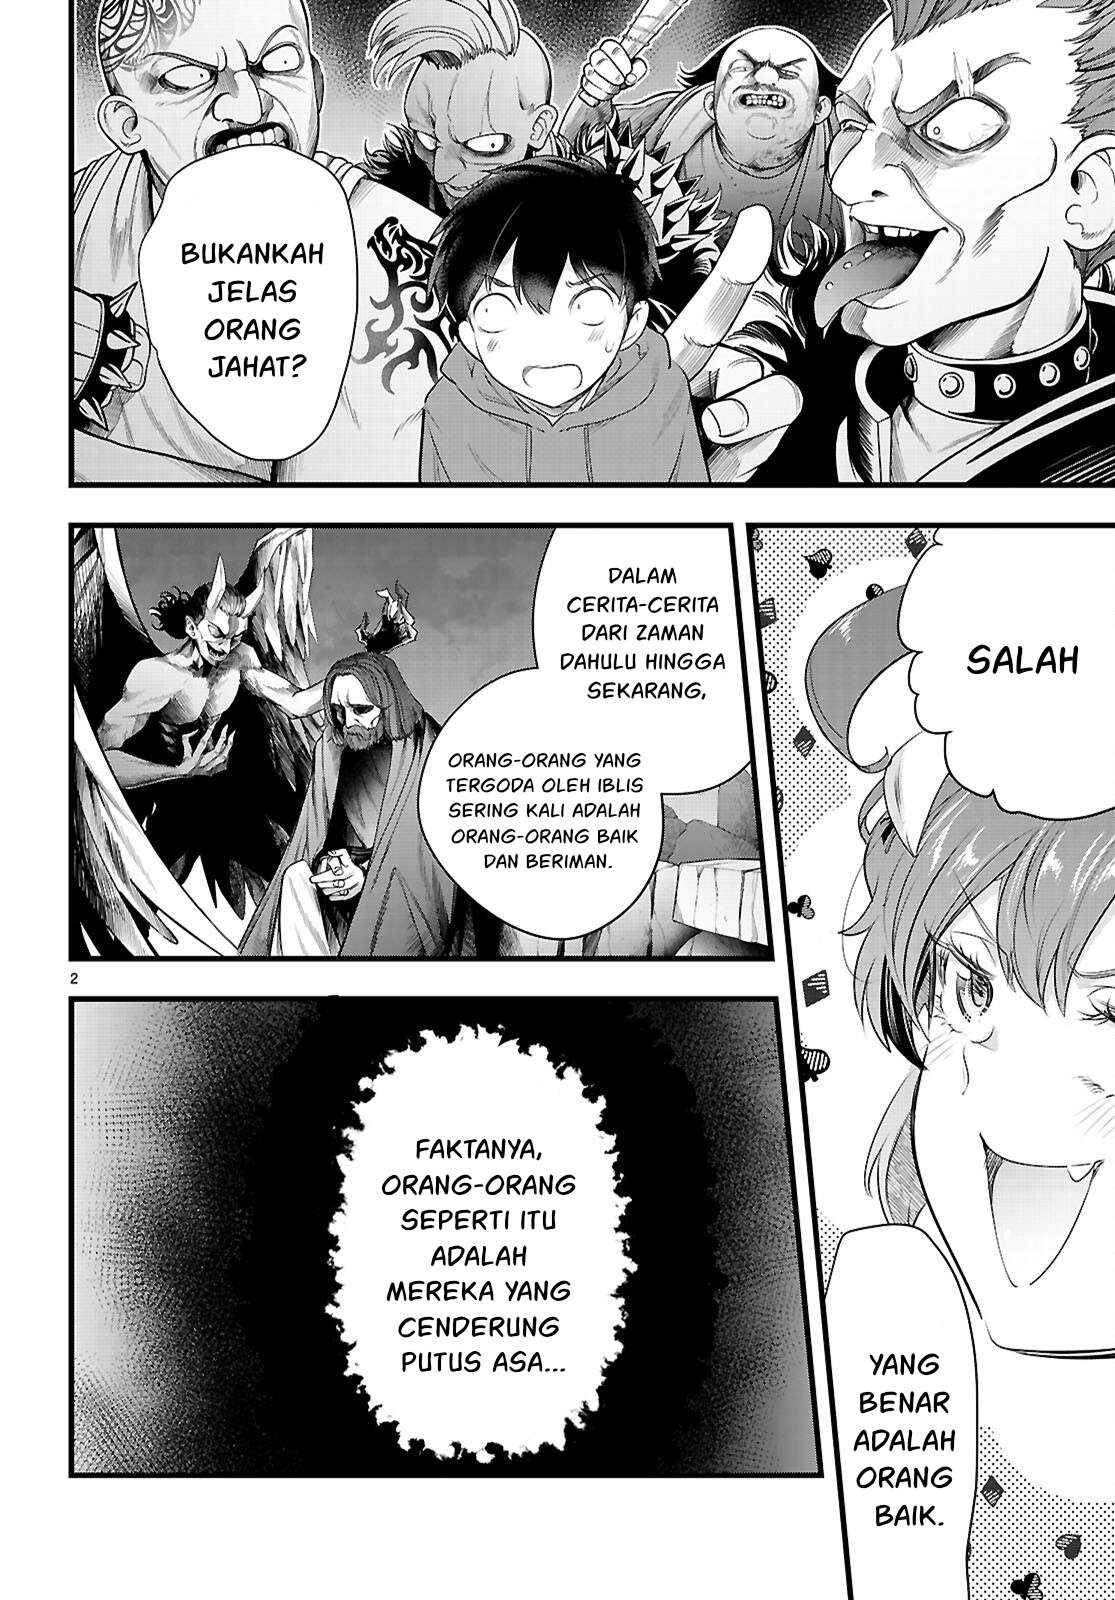 BUKANKAH
JELAS
ORANG
JAHAT?
SALAH
YANG
BENAR
ADALAH
ORANG
BAIK.
DALAM
CERITA-CERITA
DARI ZAMAN
DAHULU HINGGA
SEKARANG,
ORANG-ORANG YANG
TERGODA OLEH IBLIS
SERING KALI ADALAH
ORANG-ORANG BAIK
DAN BERIMAN.
2
FAKTANYA,
ORANG-ORANG
SEPERTI ITU
ADALAH
MEREKA YANG
CENDERUNG
PUTUS ASA...